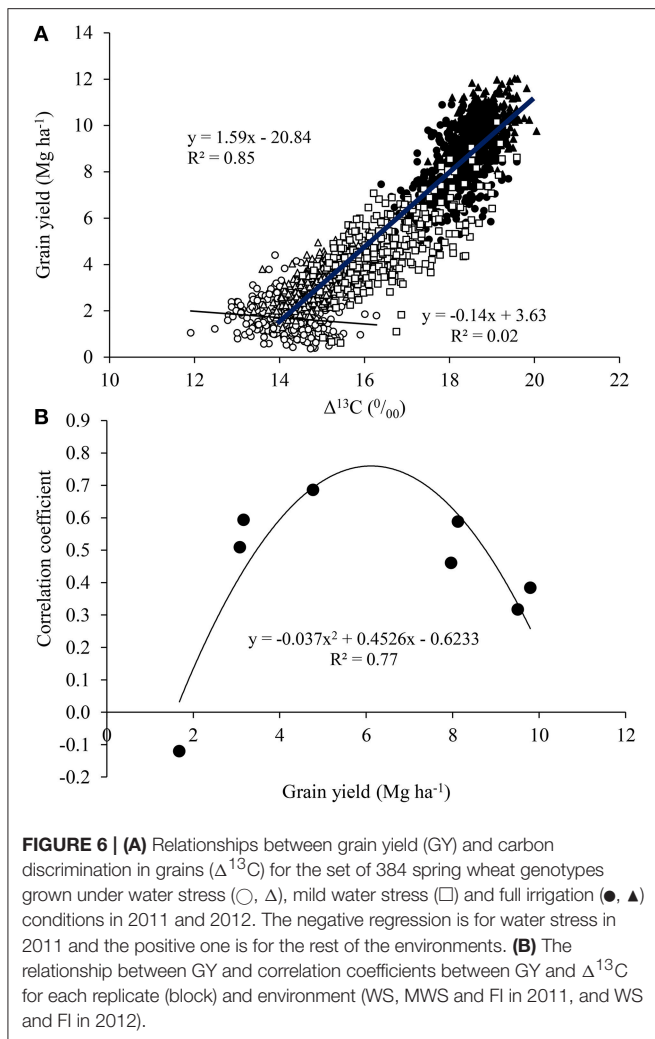 A
14
12
10
8
6
4
2
0
Grain yield (Mg ha-1)
y = 1.59x - 20.84
R² = 0.85
y = -0.14x + 3.63
R² = 0.02
10 12 14 16 18 20 22
Δ13C (0/00)
B
0.9
0.8
0.7
0.6
0.5
0.4
0.3
0.2
0.1
0.0
-0.1
-0.2
Correlation coefficient
y = -0.037x² + 0.4526x - 0.6233
R² = 0.77
0 2 4 6 8 10 12
Grain yield (Mg ha-1)
FIGURE 6 | (A) Relationships between grain yield (GY) and carbon
discrimination in grains (Δ13C) for the set of 384 spring wheat genotypes
grown under water stress (○, Δ), mild water stress (□) and full irrigation (●, ▲)
conditions in 2011 and 2012. The negative regression is for water stress in
2011 and the positive one is for the rest of the environments. (B) The
relationship between GY and correlation coefficients between GY and Δ13C
for each replicate (block) and environment (WS, MWS and FI in 2011, and WS
and FI in 2012).